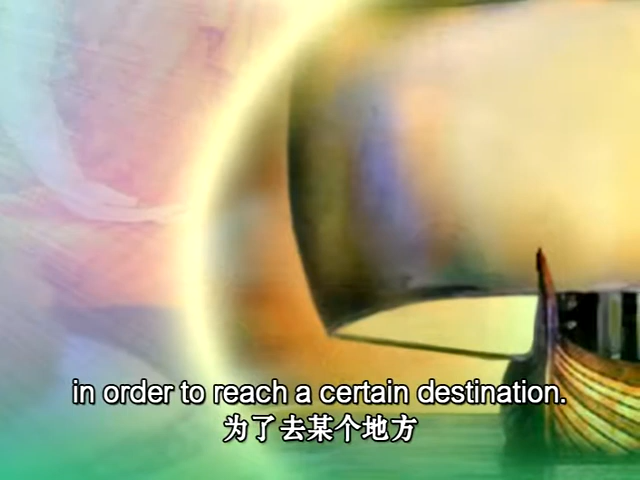 in order to reach a certain destination.
为了去某个地方